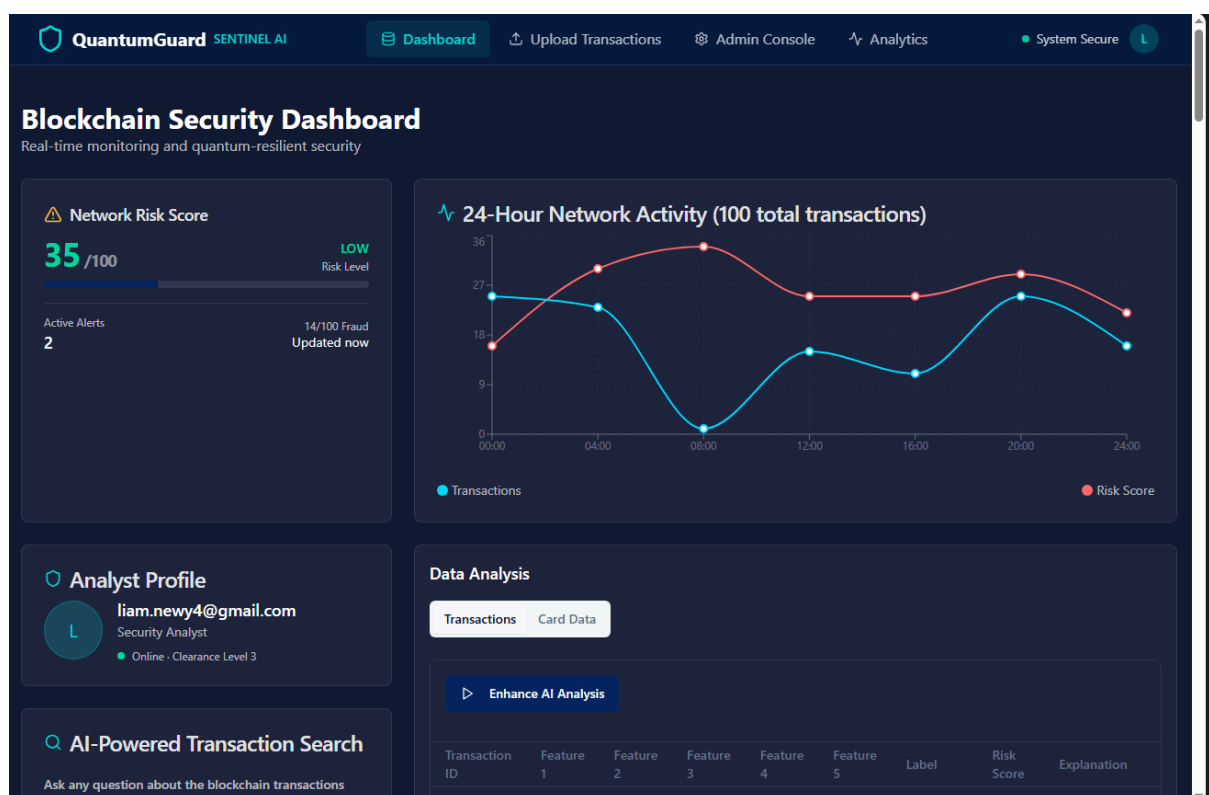 QuantumGuard SENTINEL AI
Dashboard
Upload Transactions
Admin Console
Analytics
System Secure
L
Blockchain Security Dashboard
Real-time monitoring and quantum-resilient security
Network Risk Score
35 /100
LOW
Risk Level
Active Alerts
2
14/100 Fraud
Updated now
24-Hour Network Activity (100 total transactions)
36
27
18
9
0
00:00 04:00 08:00 12:00 16:00 20:00 24:00
Transactions
Risk Score
Analyst Profile
L
liam.newy4@gmail.com
Security Analyst
Online · Clearance Level 3
AI-Powered Transaction Search
Ask any question about the blockchain transactions
Data Analysis
Transactions
Card Data
Enhance AI Analysis
Transaction ID
Feature 1
Feature 2
Feature 3
Feature 4
Feature 5
Label
Risk Score
Explanation